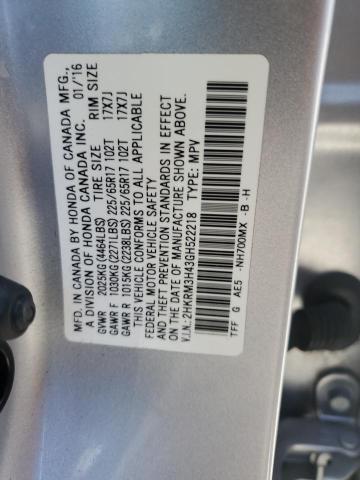 MFD. IN CANADA BY HONDA OF CANADA MFG.,
A DIVISION OF HONDA CANADA INC. 01/'16
TIRE SIZE RIM SIZE
GVWR 2025KG (4464LBS)
GAWR F 1030KG (2271LBS) 225/65R17 102T 17X7J
GAWR R 1015KG (2238LBS) 225/65R17 102T 17X7J
THIS VEHICLE CONFORMS TO ALL APPLICABLE
FEDERAL MOTOR VEHICLE SAFETY
AND THEFT PREVENTION STANDARDS IN EFFECT
ON THE DATE OF MANUFACTURE SHOWN ABOVE.
V.I.N.: 2HKRM3H43GH522218 TYPE: MPV
TFF G AE5 -NH700MX -B -H